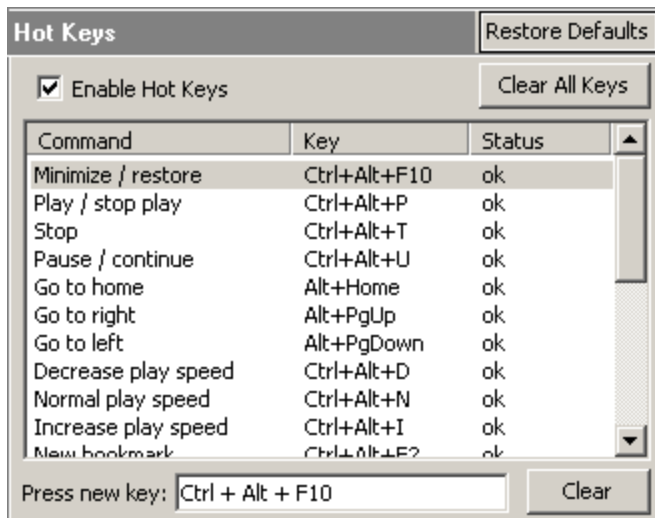 Hot Keys Restore Defaults
Enable Hot Keys Clear All Keys
Command Key Status
Minimize / restore Ctrl+Alt+F10 ok
Play / stop play Ctrl+Alt+P ok
Stop Ctrl+Alt+T ok
Pause / continue Ctrl+Alt+U ok
Go to home Alt+Home ok
Go to right Alt+PgUp ok
Go to left Alt+PgDown ok
Decrease play speed Ctrl+Alt+D ok
Normal play speed Ctrl+Alt+N ok
Increase play speed Ctrl+Alt+I ok
New bookmark ok
Press new key: Ctrl + Alt + F10 Clear